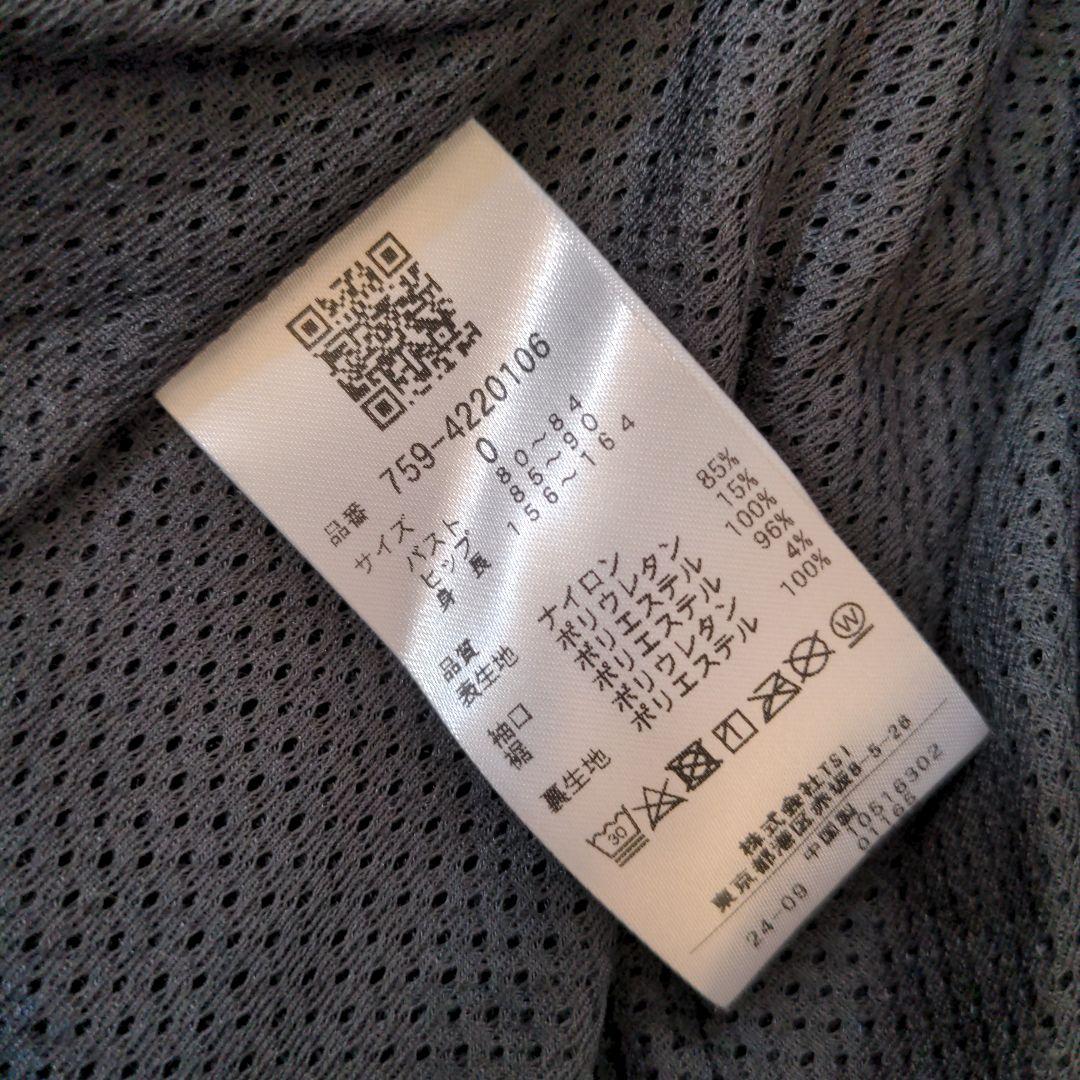 品番 759-4220106
サイズ 0
バスト 80~84
ヒップ 85~90
身長 156~164
品質
表生地 ナイロン 85%
ポリウレタン 15%
袖口 ポリエステル 100%
裾 ポリエステル 96%
ポリウレタン 4%
裏生地 ポリエステル 100%
30
W
株式会社TSI
東京都港区赤坂8-5-26
中国製 10516302
01166
24-09